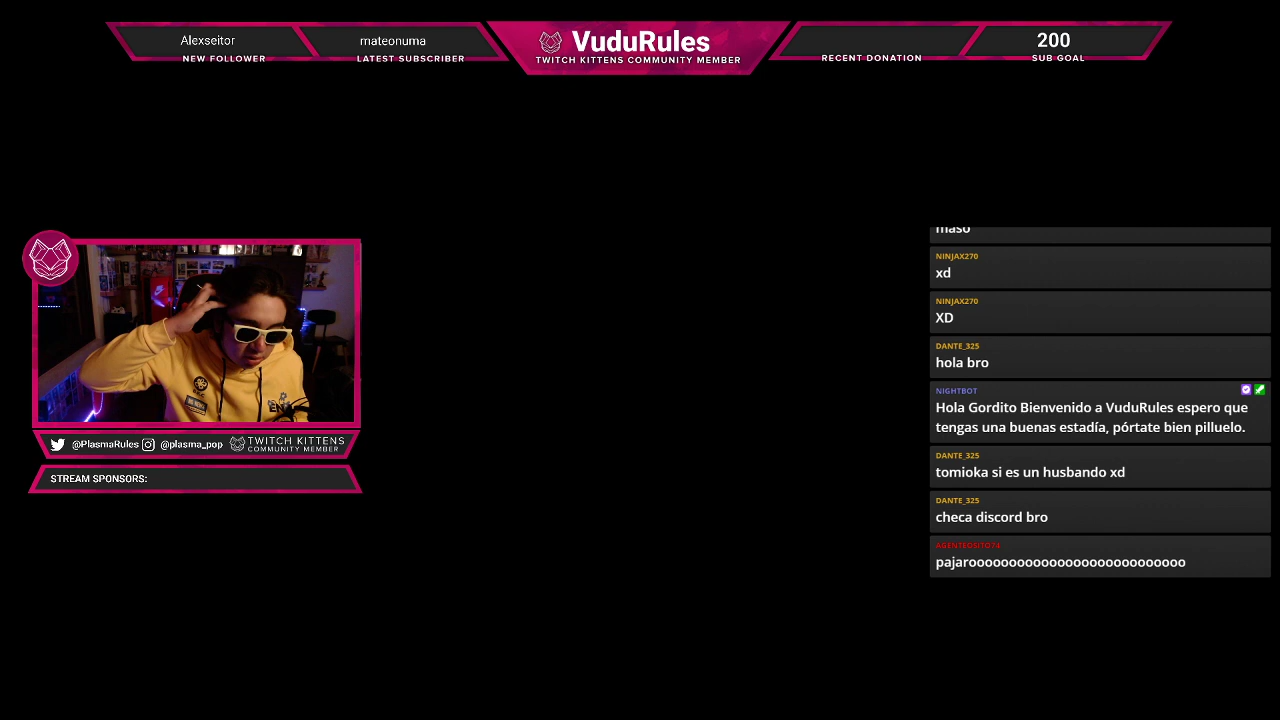 Alexseitor
NEW FOLLOWER
mateonuma
LATEST SUBSCRIBER
VuduRules
TWITCH KITTENS COMMUNITY MEMBER
RECENT DONATION
200
SUB GOAL
@PlasmaRules
@plasma_pop
TWITCH KITTENS
COMMUNITY MEMBER
STREAM SPONSORS:
maso
NINJAX270
xd
NINJAX270
XD
DANTE_325
hola bro
NIGHTBOT
Hola Gordito Bienvenido a VuduRules espero que
tengas una buenas estadía, pórtate bien pilluelo.
DANTE_325
tomioka si es un husbando xd
DANTE_325
checa discord bro
AGENTEOSITO74
pajarooooooooooooooooooooooooooo